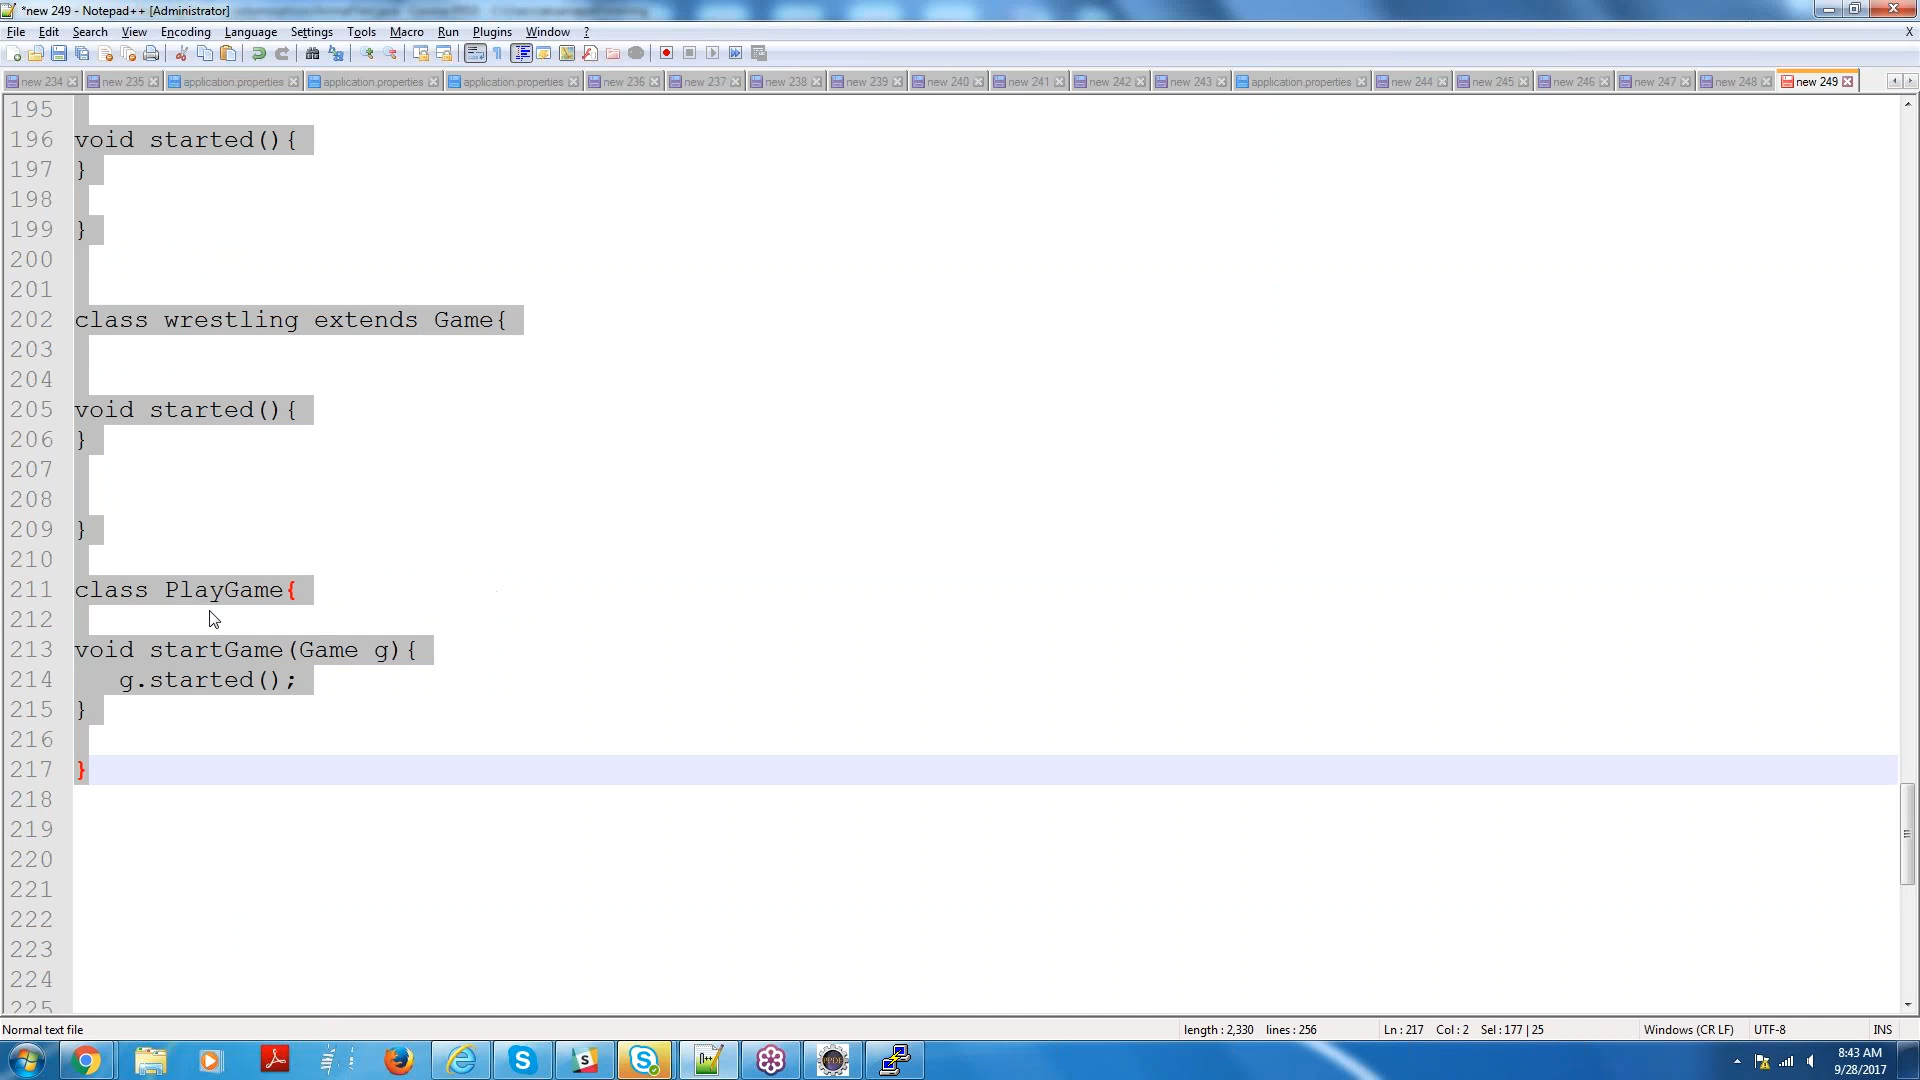 *new 249 - Notepad++ [Administrator]
File Edit Search View Encoding Language Settings Tools Macro Run Plugins Window ? X
new 234 new 235 application.properties application.properties application.properties new 236 new 237 new 238 new 239 new 240 new 241 new 242 new 243 application.properties new 244 new 245 new 246 new 247 new 248 new 249
195
196 void started(){
197 }
198
199 }
200
201
202 class wrestling extends Game{
203
204
205 void started(){
206 }
207
208
209 }
210
211 class PlayGame{
212
213 void startGame(Game g){
214 g.started();
215 }
216
217 }
218
219
220
221
222
223
224
225
Normal text file length : 2,330 lines : 256 Ln : 217 Col : 2 Sel : 177 | 25 Windows (CR LF) UTF-8 INS
8:43 AM
9/28/2017